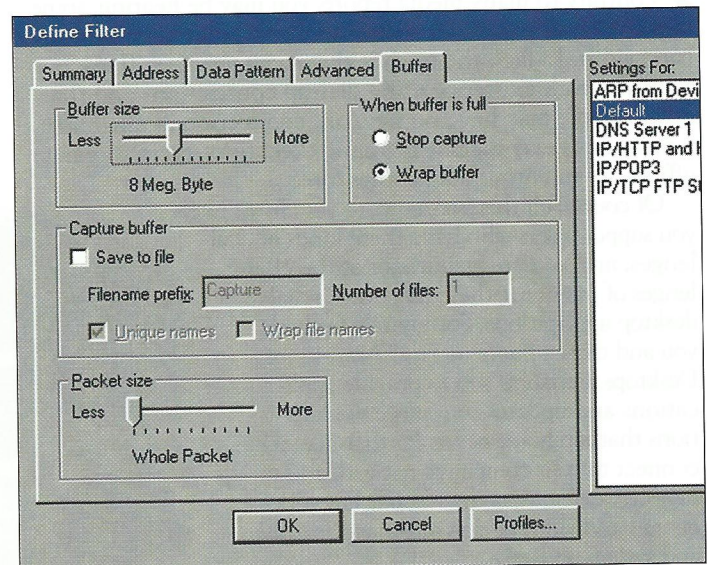 Define Filter
Summary Address Data Pattern Advanced Buffer
Buffer size
Less More
8 Meg. Byte
When buffer is full
Stop capture
Wrap buffer
Capture buffer
Save to file
Filename prefix: Capture Number of files: 1
Unique names Wrap file names
Packet size
Less More
Whole Packet
OK Cancel Profiles...
Settings For:
ARP from Devi
Default
DNS Server 1
IP/HTTP and
IP/POP3
IP/TCP FTP